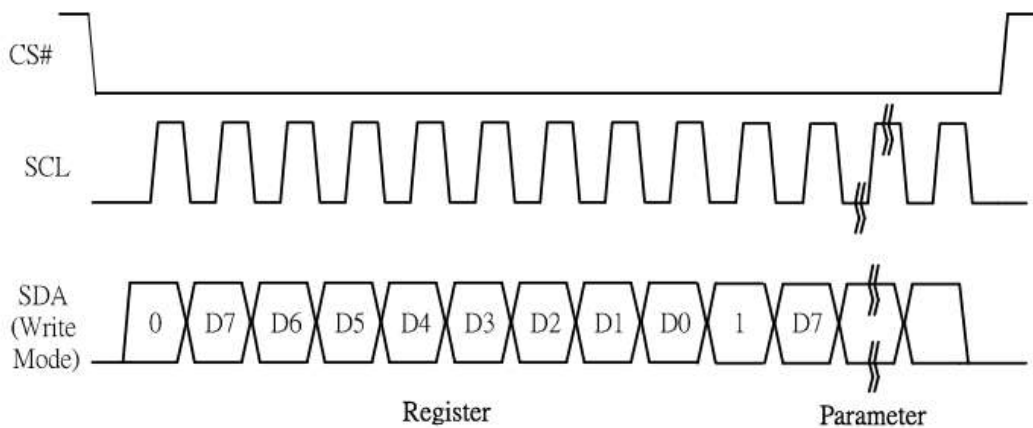 CS#
SCL
SDA
(Write
Mode)
0 D7 D6 D5 D4 D3 D2 D1 D0 1 D7
Register Parameter